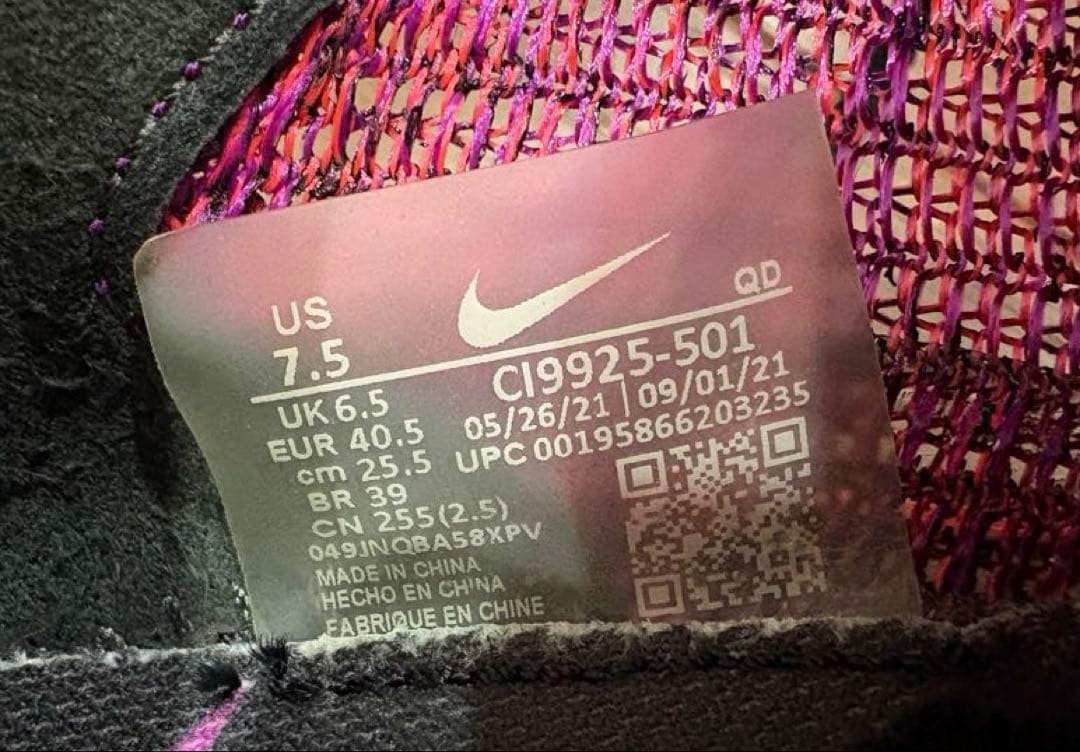 US
7.5
QD
UK 6.5
EUR 40.5
cm 25.5
BR 39
CN 255(2.5)
049JNQBA58XPV
MADE IN CHINA
HECHO EN CHINA
FABRIQUE EN CHINE
CI9925-501
05/26/21 | 09/01/21
UPC 00195866203235